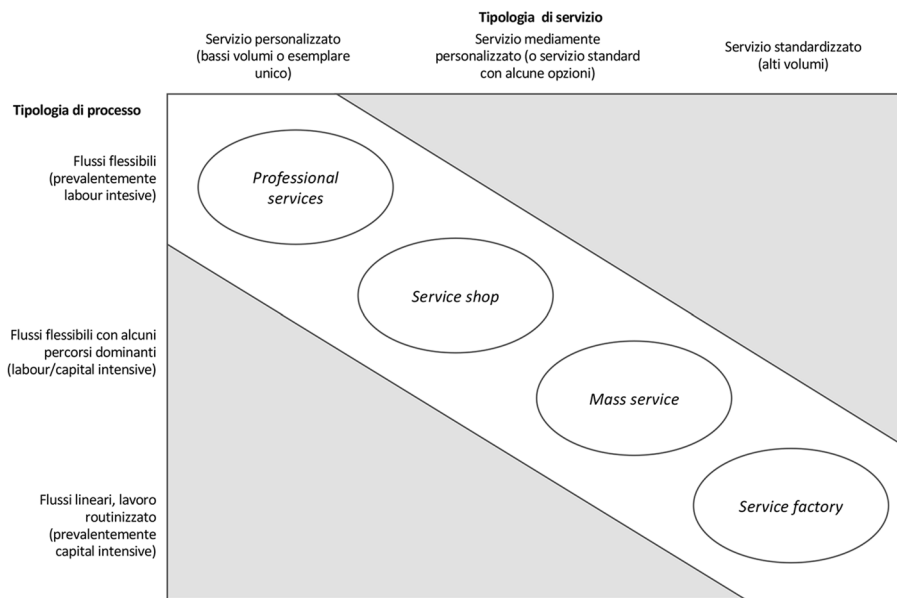 Tipologia di servizio
Servizio personalizzato
(bassi volumi o esemplare
unico)
Servizio mediamente
personalizzato (o servizio standard
con alcune opzioni)
Servizio standardizzato
(alti volumi)
Tipologia di processo
Flussi flessibili
(prevalentemente
labour intesive)
Professional
services
Service shop
Flussi flessibili con alcuni
percorsi dominanti
(labour/capital intensive)
Mass service
Flussi lineari, lavoro
routinizzato
(prevalentemente
capital intensive)
Service factory